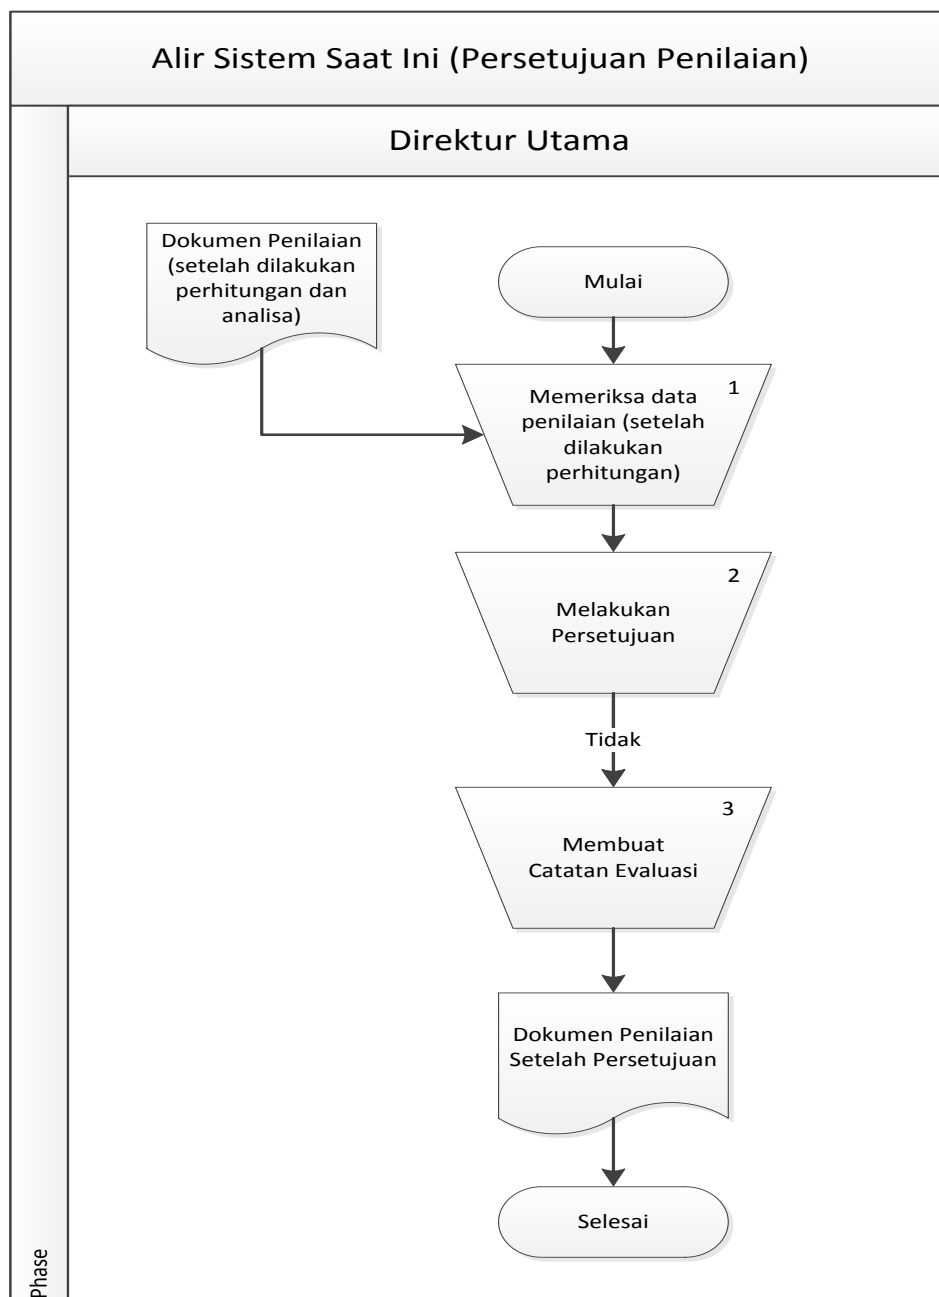 Alir Sistem Saat Ini (Persetujuan Penilaian)
Direktur Utama
Dokumen Penilaian
(setelah dilakukan
perhitungan dan
analisa)
Mulai
1
Memeriksa data
penilaian (setelah
dilakukan
perhitungan)
2
Melakukan
Persetujuan
Tidak
3
Membuat
Catatan Evaluasi
Dokumen Penilaian
Setelah Persetujuan
Selesai
Phase